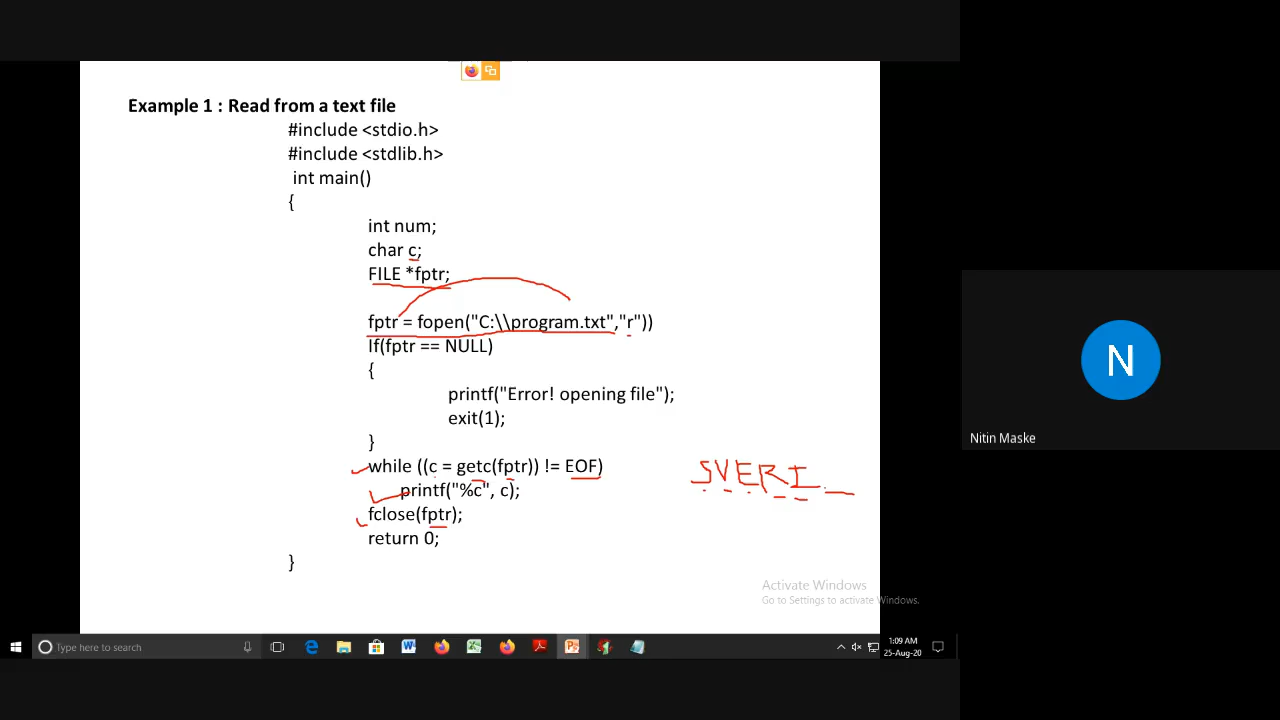 Example 1 : Read from a text file
#include <stdio.h>
#include <stdlib.h>
int main()
{
int num;
char c;
FILE *fptr;
fptr = fopen("C:\\program.txt","r"))
If(fptr == NULL)
{
printf("Error! opening file");
exit(1);
}
while ((c = getc(fptr)) != EOF)
printf("%c", c);
fclose(fptr);
return 0;
}
SVERI
N
Nitin Maske
Activate Windows
Go to Settings to activate Windows.
Type here to search
1:09 AM
25-Aug-20